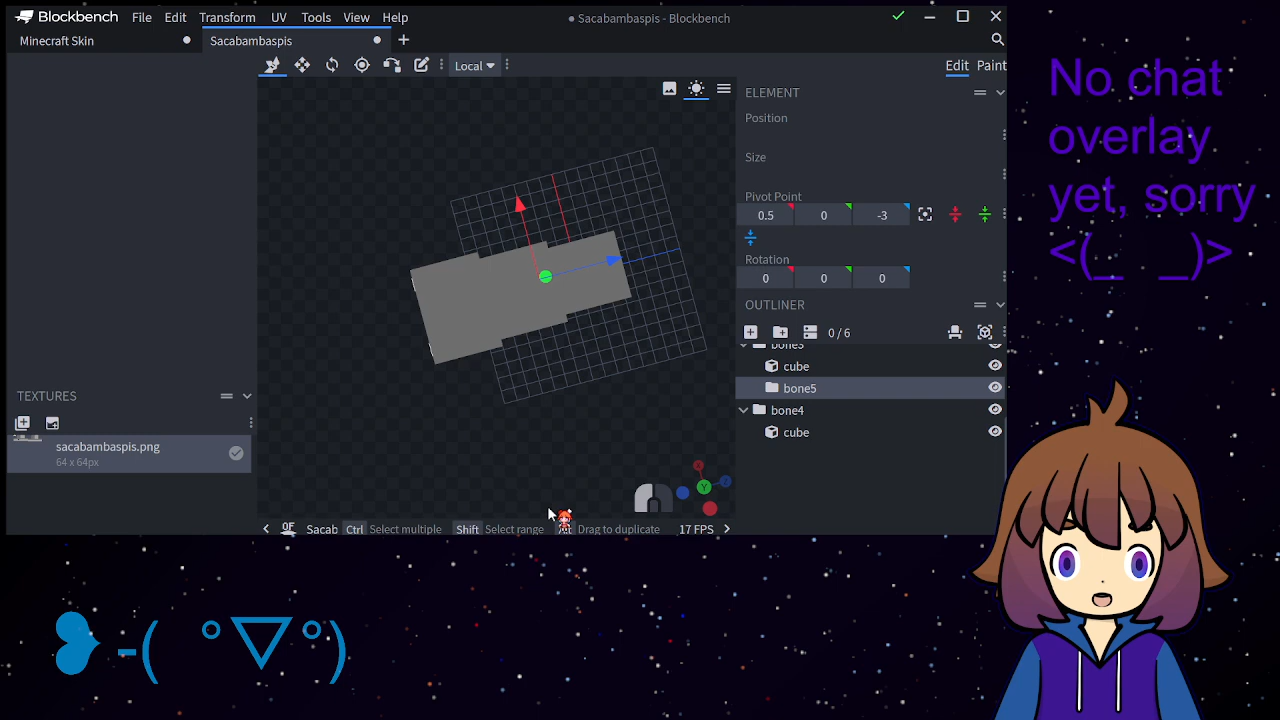 Blockbench File Edit Transform UV Tools View Help • Sacabambaspis - Blockbench
Minecraft Skin Sacabambaspis
Local Edit Paint
ELEMENT
Position
Size
Pivot Point
0.5 0 -3
Rotation
0 0 0
OUTLINER
0/6
bone3
cube
bone5
bone4
cube
TEXTURES
sacabambaspis.png
64 x 64px
X
Y
Z
Sacab Ctrl Select multiple Shift Select range Alt Drag to duplicate 17 FPS
No chat
overlay
yet, sorry
<(_ _)>
❥-( °▽°)